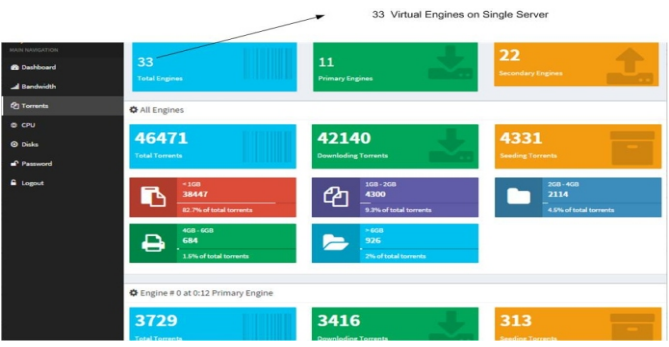 33 Virtual Engines on Single Server
MAIN NAVIGATION
Dashboard
Bandwidth
Torrents
CPU
Disks
Password
Logout
33
Total Engines
11
Primary Engines
22
Secondary Engines
All Engines
46471
Total Torrents
42140
Downloding Torrents
4331
Seeding Torrents
< 1GB
38447
82.7% of total torrents
1GB - 2GB
4300
9.3% of total torrents
2GB - 4GB
2114
4.5% of total torrents
4GB - 6GB
684
1.5% of total torrents
> 6GB
926
2% of total torrents
Engine # 0 at 0:12 Primary Engine
3729
Total Torrents
3416
Downloding Torrents
313
Seeding Torrents